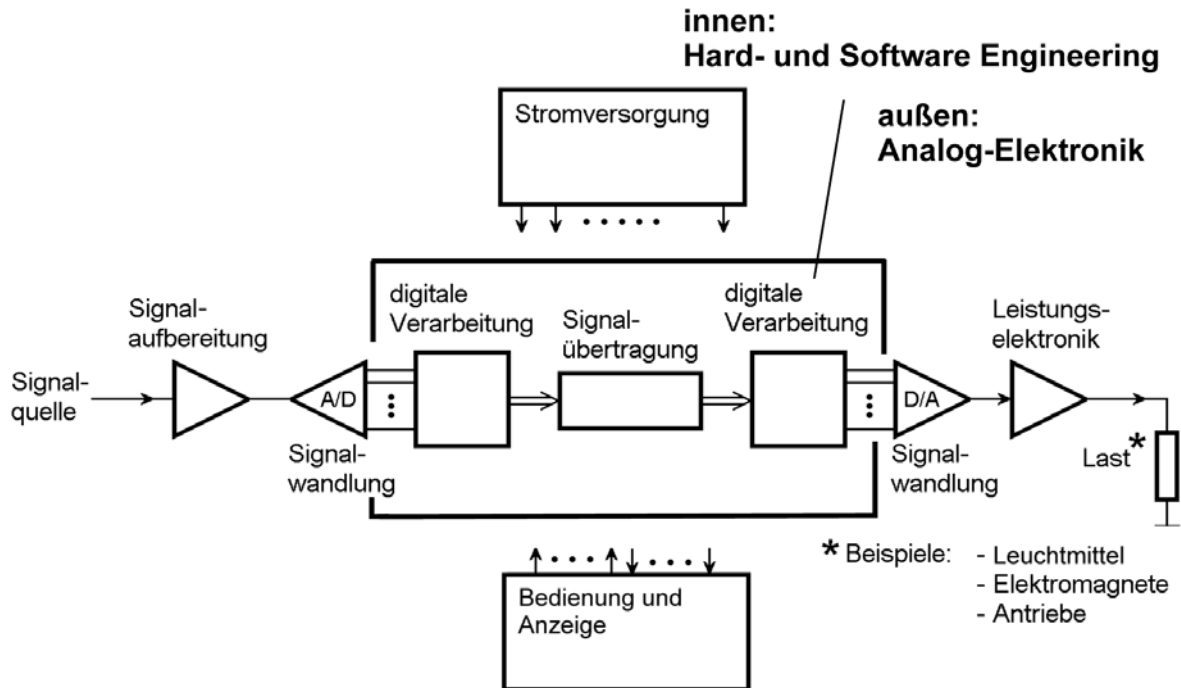 innen:
Hard- und Software Engineering
außen:
Analog-Elektronik
Stromversorgung
Signal-
quelle
Signal-
aufbereitung
A/D
Signal-
wandlung
digitale
Verarbeitung
Signal-
übertragung
digitale
Verarbeitung
D/A
Signal-
wandlung
Leistungs-
elektronik
Last*
* Beispiele:   - Leuchtmittel
- Elektromagnete
- Antriebe
Bedienung und
Anzeige